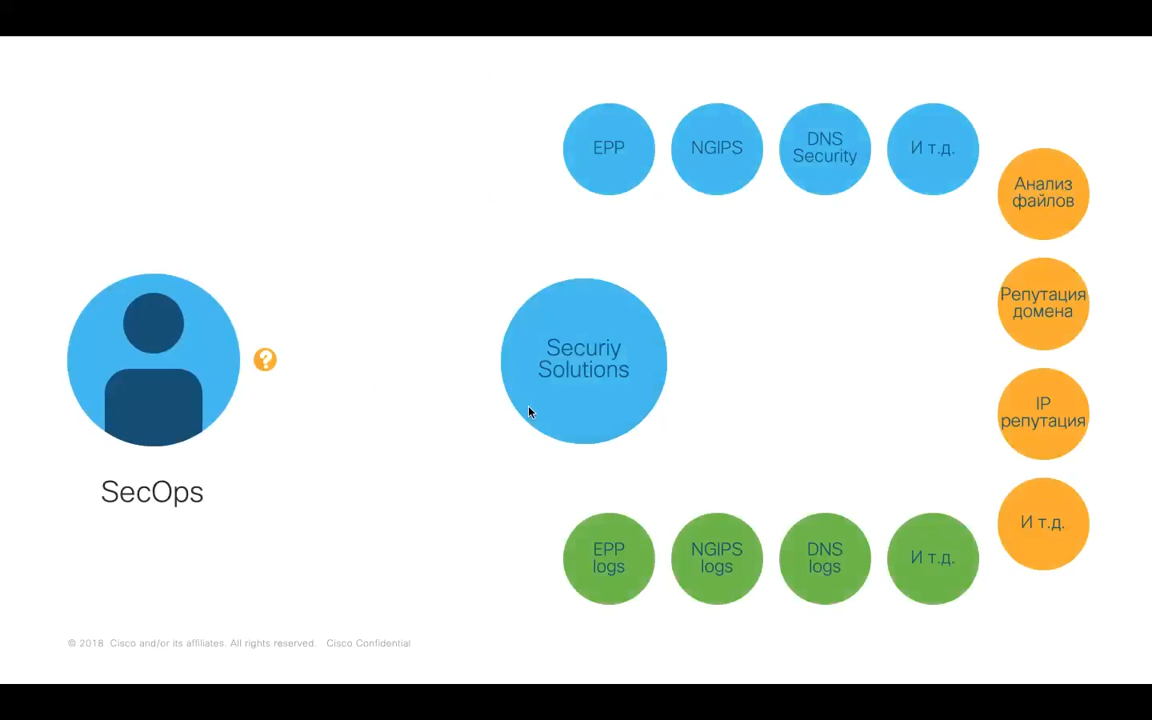 EPP
NGIPS
DNS
Security
И т.д.
Анализ
файлов
Репутация
домена
IP
репутация
И т.д.
Securiy
Solutions
?
SecOps
EPP
logs
NGIPS
logs
DNS
logs
И т.д.
© 2018 Cisco and/or its affiliates. All rights reserved. Cisco Confidential